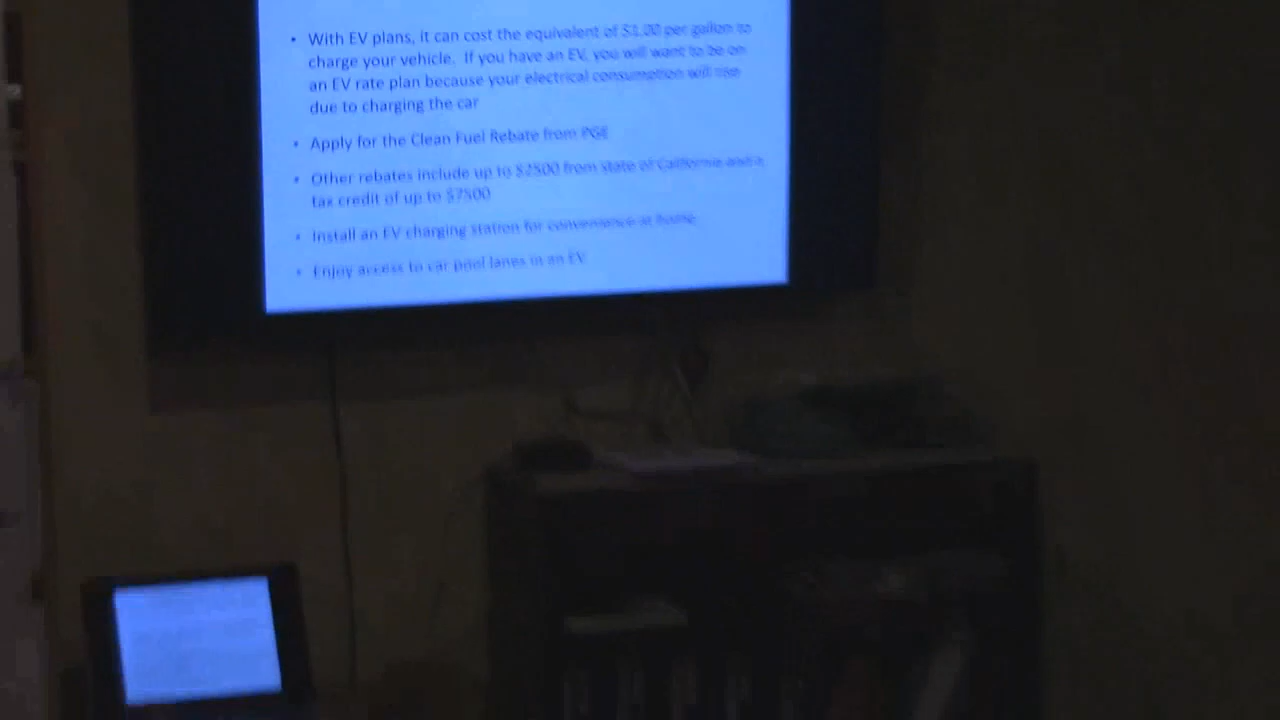 • With EV plans, it can cost the equivalent of $1.00 per gallon to
charge your vehicle.  If you have an EV, you will want to be on
an EV rate plan because your electrical consumption will rise
due to charging the car
• Apply for the Clean Fuel Rebate from PGE
• Other rebates include up to $2500 from state of California and a
tax credit of up to $7500
• Install an EV charging station for convenience at home
• Enjoy access to car pool lanes in an EV